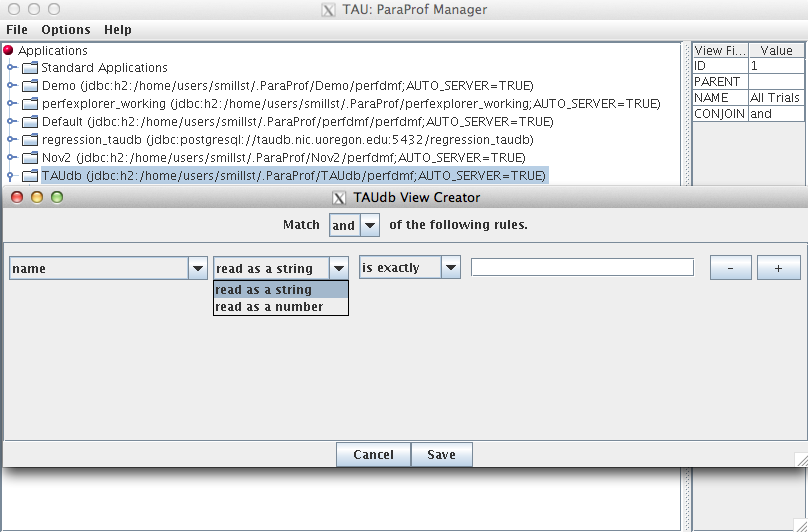 TAU: ParaProf Manager
File Options Help
Applications
Standard Applications
Demo (jdbc:h2:/home/users/smillst/.ParaProf/Demo/perfdmf;AUTO_SERVER=TRUE)
perfexplorer_working (jdbc:h2:/home/users/smillst/.ParaProf/perfexplorer_working;AUTO_SERVER=TRUE)
Default (jdbc:h2:/home/users/smillst/.ParaProf/perfdmf/perfdmf;AUTO_SERVER=TRUE)
regression_taudb (jdbc:postgresql://taudb.nic.uoregon.edu:5432/regression_taudb)
Nov2 (jdbc:h2:/home/users/smillst/.ParaProf/Nov2/perfdmf;AUTO_SERVER=TRUE)
TAUdb (jdbc:h2:/home/users/smillst/.ParaProf/TAUdb/perfdmf;AUTO_SERVER=TRUE)
View Fi... Value
ID 1
PARENT
NAME All Trials
CONJOIN and
TAUdb View Creator
Match and of the following rules.
name read as a string is exactly - +
read as a string
read as a number
Cancel Save